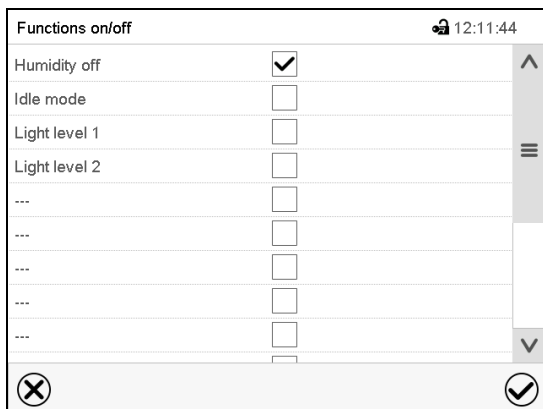 Functions on/off 12:11:44
Humidity off
Idle mode
Light level 1
Light level 2
---
---
---
---
---